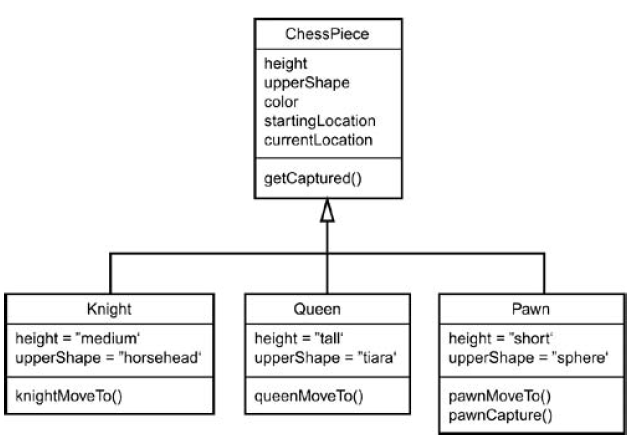 ChessPiece
height
upperShape
color
startingLocation
currentLocation
getCaptured()
Knight
height = "medium‘
upperShape = "horsehead‘
knightMoveTo()
Queen
height = "tall‘
upperShape = "tiara‘
queenMoveTo()
Pawn
height = "short‘
upperShape = "sphere‘
pawnMoveTo()
pawnCapture()